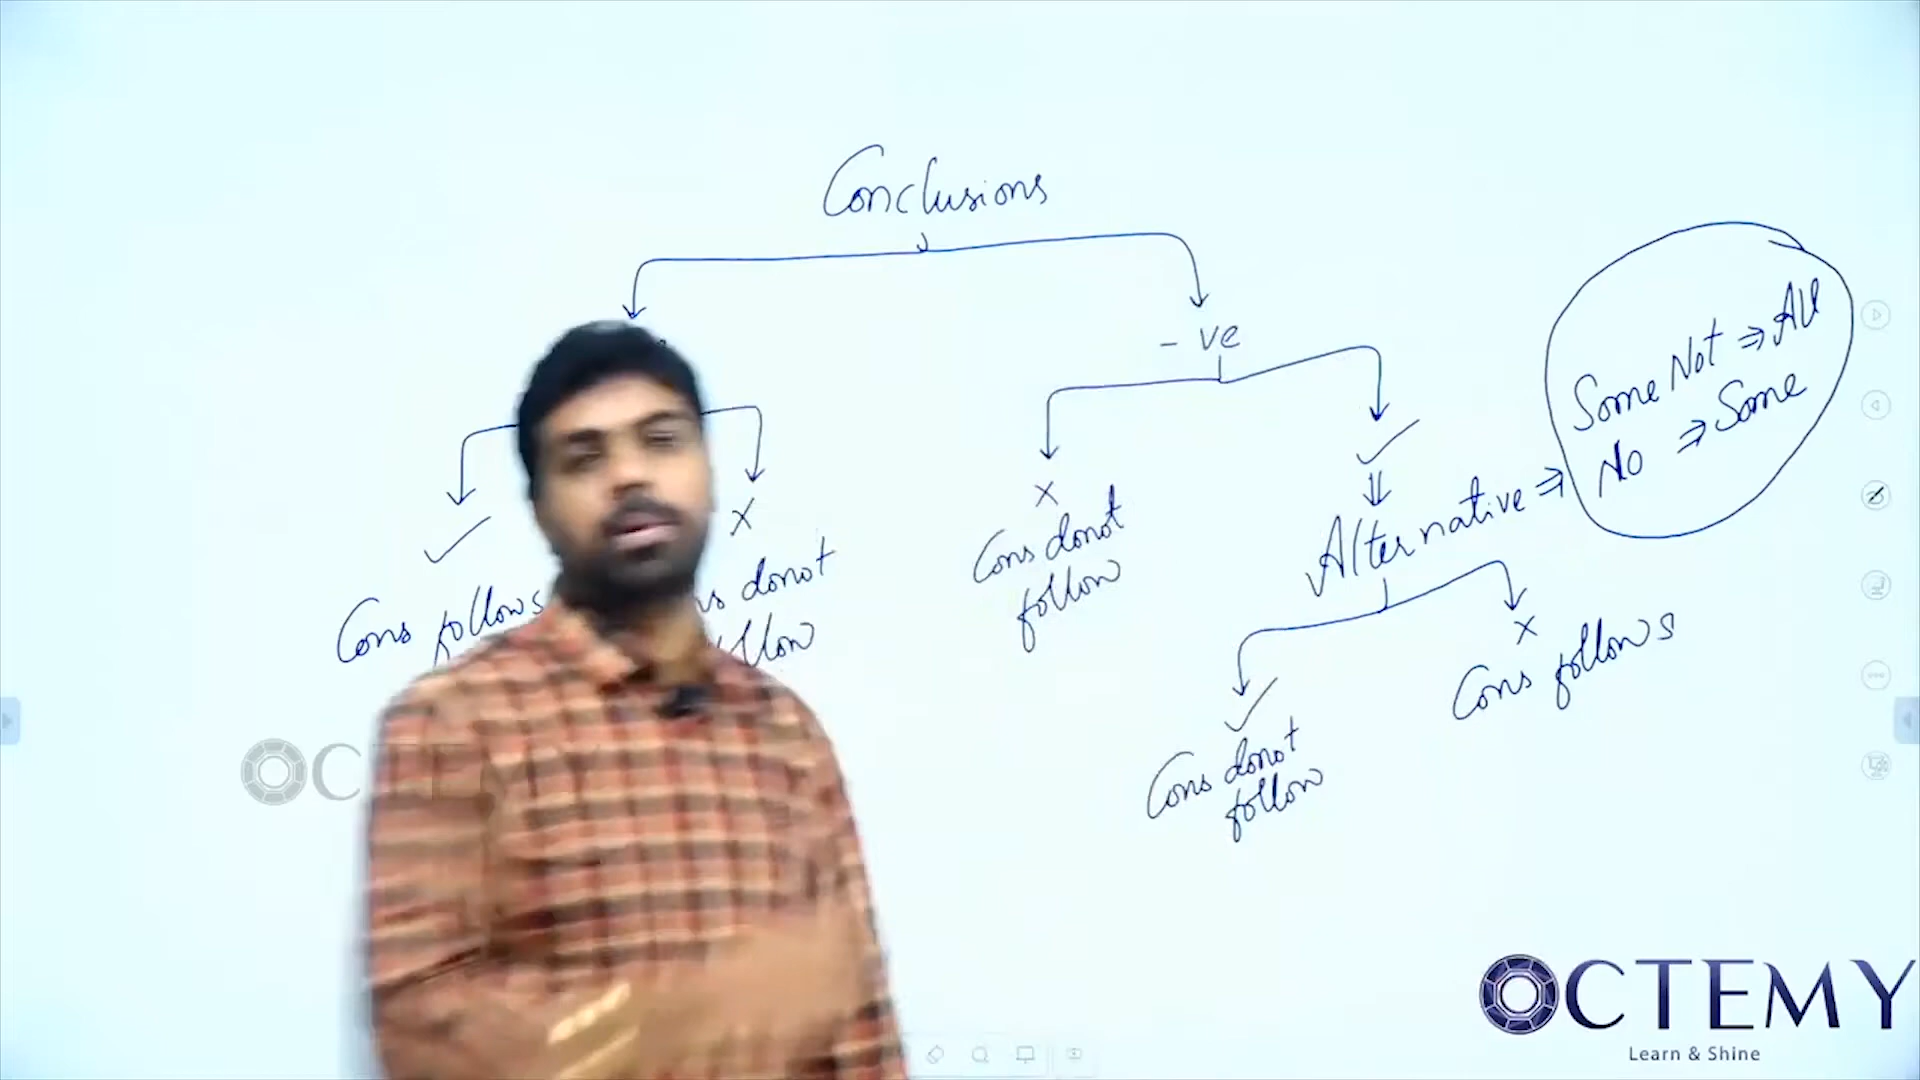 Conclusions
- ve
Some Not ⇒ All
No ⇒ Some
✓
×
×
✓
Cons follows
donot
follow
Cons donot
follow
Alternative ⇒
✓
×
Cons donot
follow
Cons follows
OCTEMY
Learn & Shine